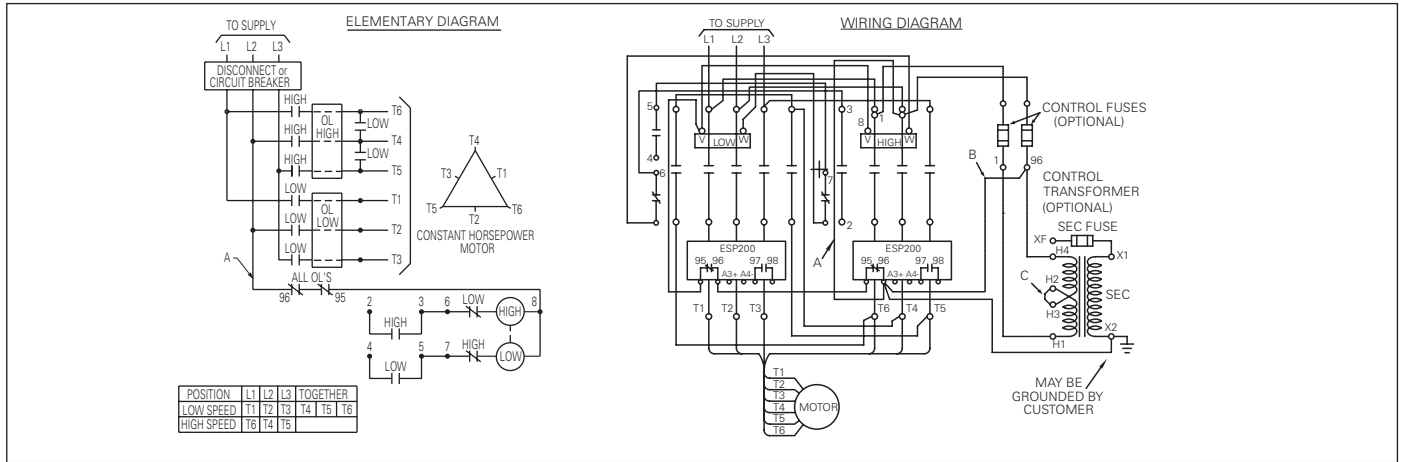 ELEMENTARY DIAGRAM
TO SUPPLY
L1 L2 L3
DISCONNECT or
CIRCUIT BREAKER
HIGH
OL
HIGH
T6
LOW
HIGH
T4
LOW
HIGH
T5
LOW
OL
LOW
T1
LOW
T2
LOW
T3
A
ALL OL'S
96 95
T4
T3 T1
T5 T2 T6
CONSTANT HORSEPOWER
MOTOR
2 3 6 LOW HIGH 8
HIGH
4 5 7 HIGH LOW
LOW
POSITION L1 L2 L3 TOGETHER
LOW SPEED T1 T2 T3 T4 T5 T6
HIGH SPEED T6 T4 T5
WIRING DIAGRAM
TO SUPPLY
L1 L2 L3
5 3 1
V LOW W
8
V HIGH W
4
6
7
2
A
ESP200
95 96 97 98
A3+ A4-
ESP200
95 96 97 98
A3+ A4-
T1 T2 T3
T6 T4 T5
T1
T2
T3
T4
T5
T6
MOTOR
CONTROL FUSES
(OPTIONAL)
B
1 96
CONTROL
TRANSFORMER
(OPTIONAL)
SEC FUSE
XF
H4 X1
C
H2
H3
SEC
X2
H1
MAY BE
GROUNDED BY
CUSTOMER